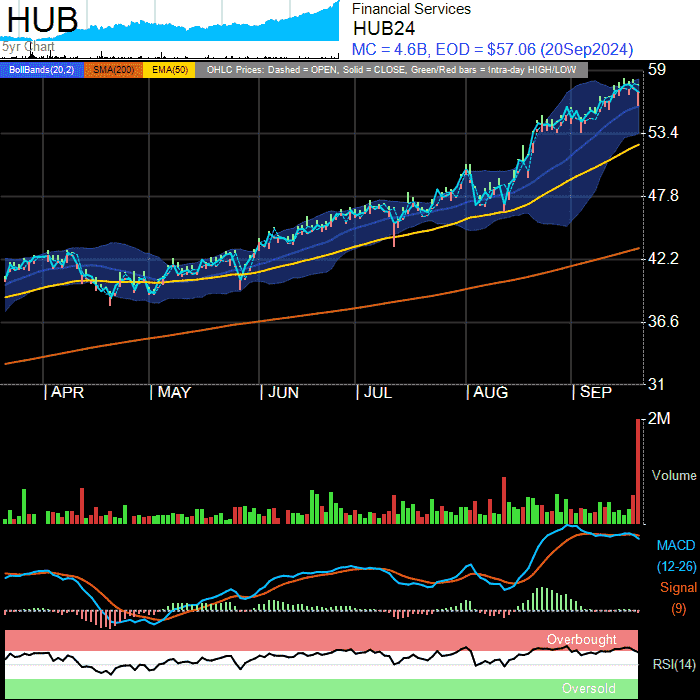 HUB
5yr Chart
Financial Services
HUB24
MC = 4.6B, EOD = $57.06 (20Sep2024)
BollBands(20,2) SMA(200) EMA(50) OHLC Prices: Dashed = OPEN, Solid = CLOSE, Green/Red bars = Intra-day HIGH/LOW
59
53.4
47.8
42.2
36.6
31
APR MAY JUN JUL AUG SEP
2M
Volume
MACD
(12-26)
Signal
(9)
Overbought
RSI(14)
Oversold